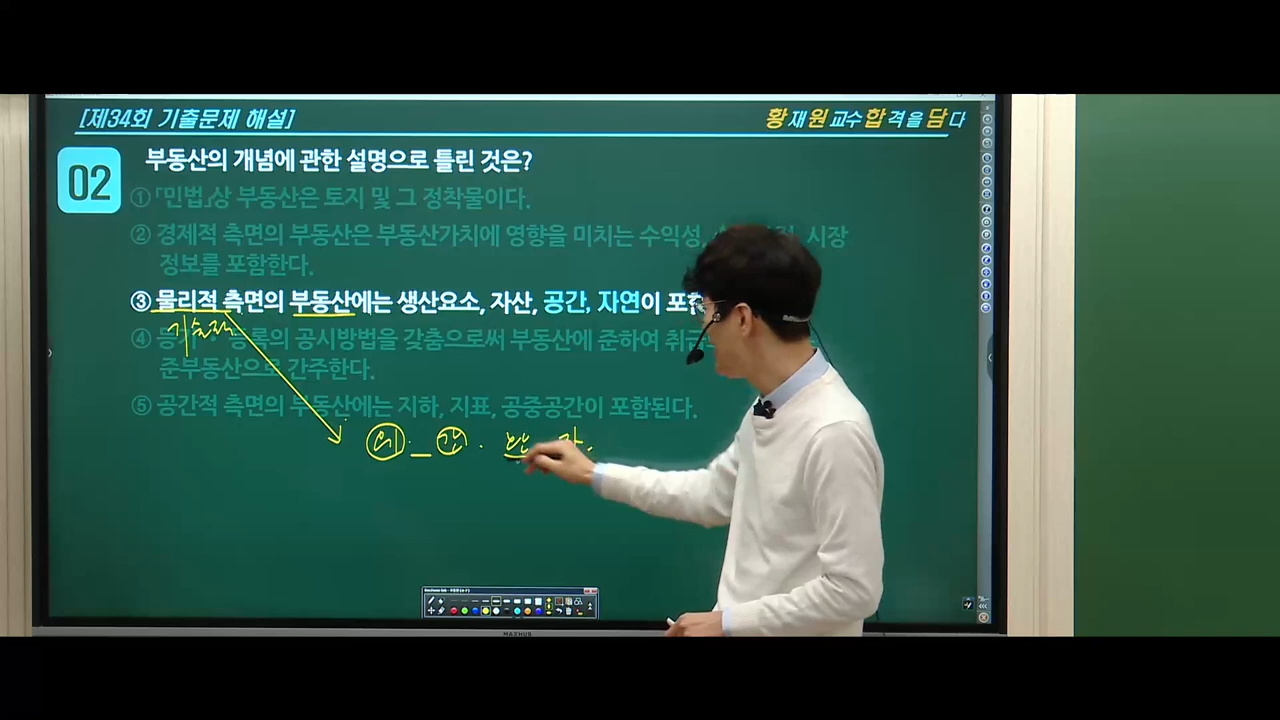 [제34회 기출문제 해설]
황재원교수합격을담다
02
부동산의 개념에 관한 설명으로 틀린 것은?
① 「민법」상 부동산은 토지 및 그 정착물이다.
② 경제적 측면의 부동산은 부동산가치에 영향을 미치는 수익성, 시장
정보를 포함한다.
③ 물리적 측면의 부동산에는 생산요소, 자산, 공간, 자연이 포함
기술적
④ 등록의 공시방법을 갖춤으로써 부동산에 준하여 취급
준부동산으로 간주한다.
⑤ 공간적 측면의 부동산에는 지하, 지표, 공중공간이 포함된다.
MAXHUB